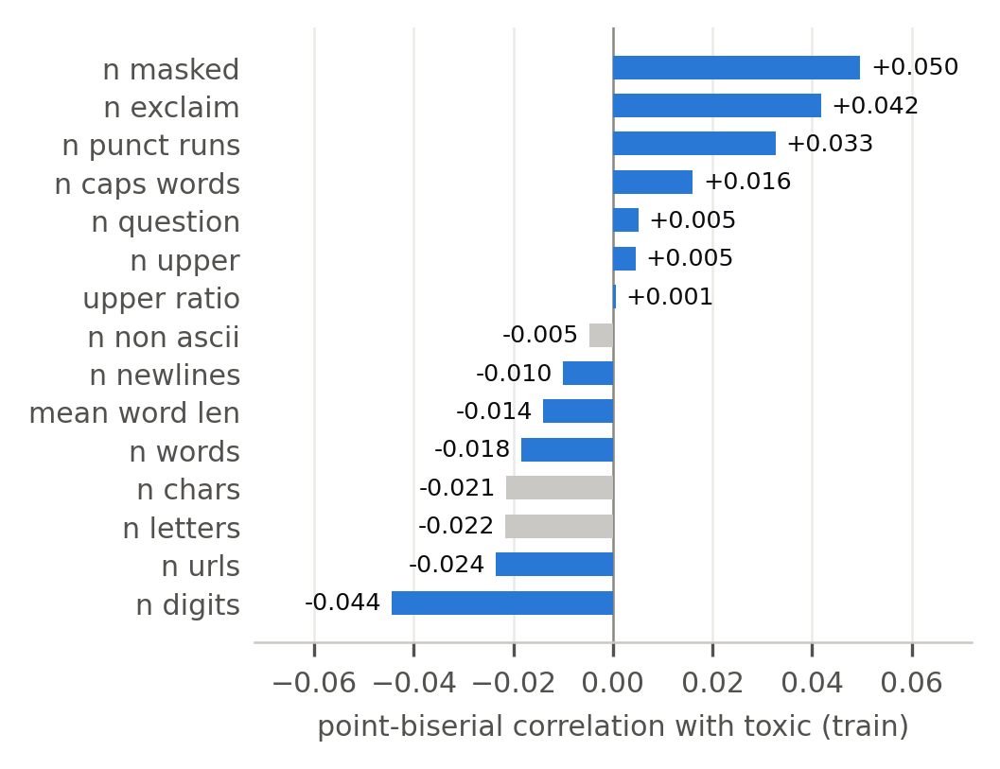 n masked +0.050
n exclaim +0.042
n punct runs +0.033
n caps words +0.016
n question +0.005
n upper +0.005
upper ratio +0.001
n non ascii -0.005
n newlines -0.010
mean word len -0.014
n words -0.018
n chars -0.021
n letters -0.022
n urls -0.024
n digits -0.044
−0.06 −0.04 −0.02 0.00 0.02 0.04 0.06
point-biserial correlation with toxic (train)